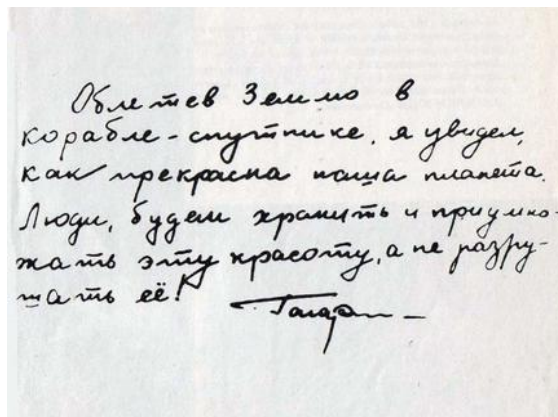 Облетев Землю в
корабле-спутнике, я увидел,
как прекрасна наша планета.
Люди, будем хранить и приумно-
жать эту красоту, а не разру-
шать её!
Гагарин